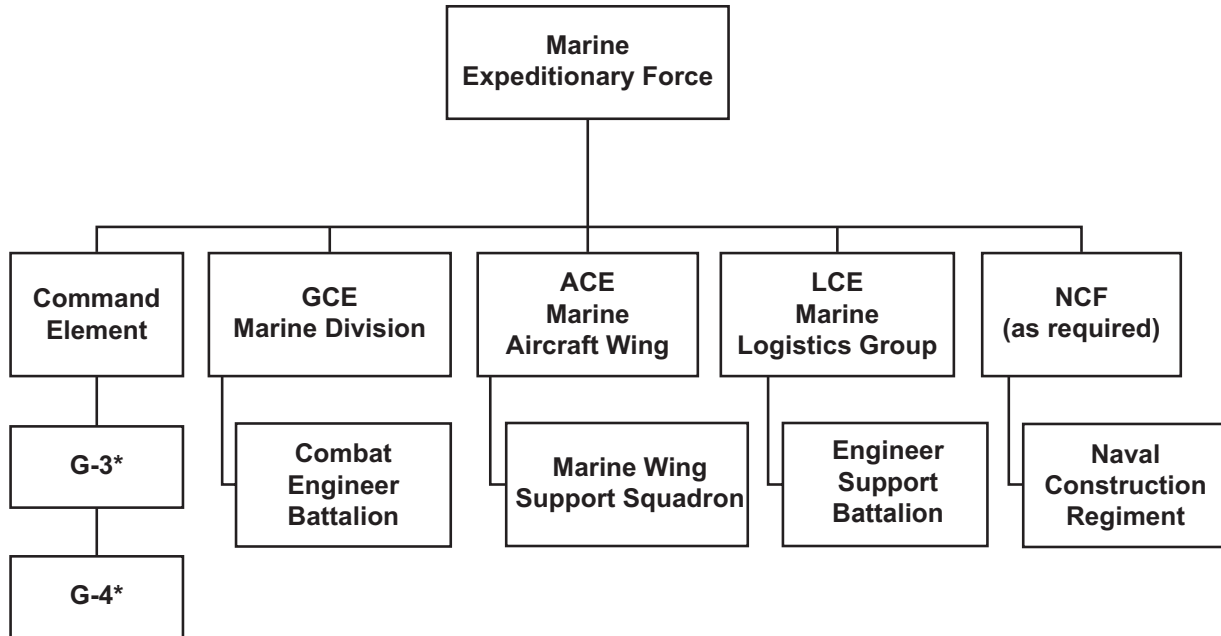 Marine
Expeditionary Force
Command
Element
GCE
Marine Division
ACE
Marine
Aircraft Wing
LCE
Marine
Logistics Group
NCF
(as required)
G-3*
Combat
Engineer
Battalion
Marine Wing
Support Squadron
Engineer
Support
Battalion
Naval
Construction
Regiment
G-4*